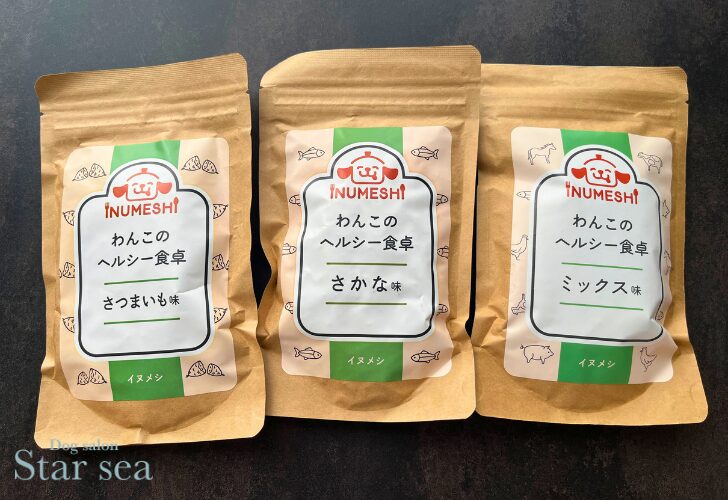 INUMESHI
わんこの
ヘルシー食卓
さつまいも味
イヌメシ
INUMESHI
わんこの
ヘルシー食卓
さかな味
イヌメシ
INUMESHI
わんこの
ヘルシー食卓
ミックス味
イヌメシ
Dog salon
Star sea